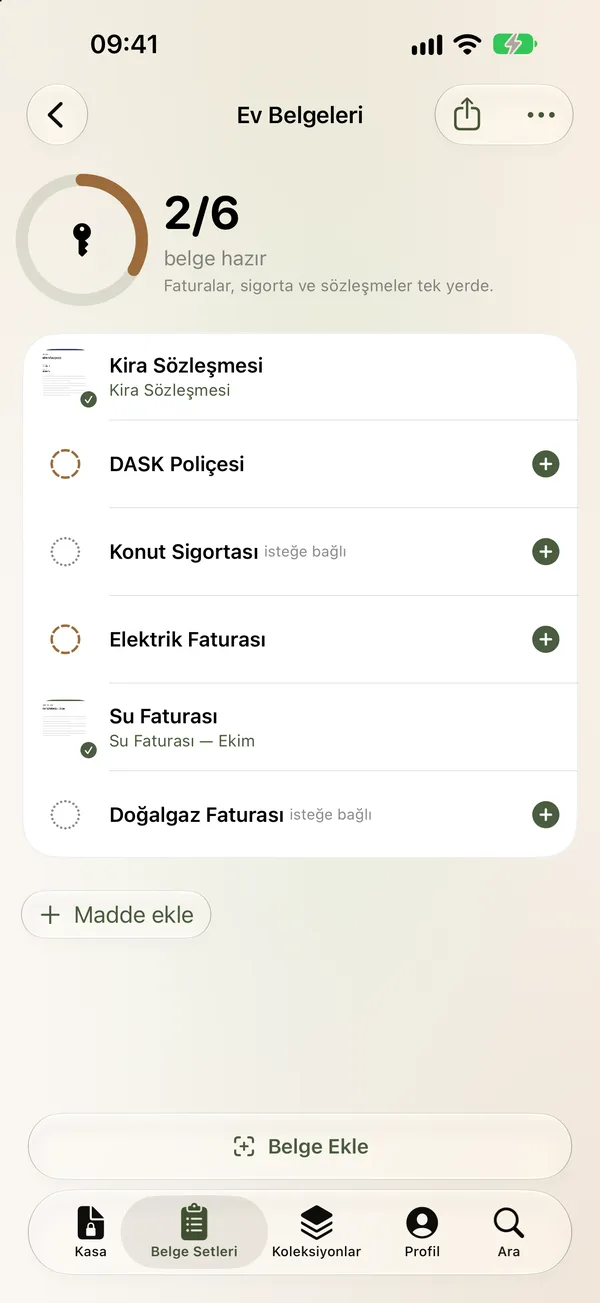 09:41
Ev Belgeleri
2/6
belge hazır
Faturalar, sigorta ve sözleşmeler tek yerde.
Kira Sözleşmesi
Kira Sözleşmesi
DASK Poliçesi
Konut Sigortası isteğe bağlı
Elektrik Faturası
Su Faturası
Su Faturası — Ekim
Doğalgaz Faturası isteğe bağlı
Madde ekle
Belge Ekle
Kasa
Belge Setleri
Koleksiyonlar
Profil
Ara